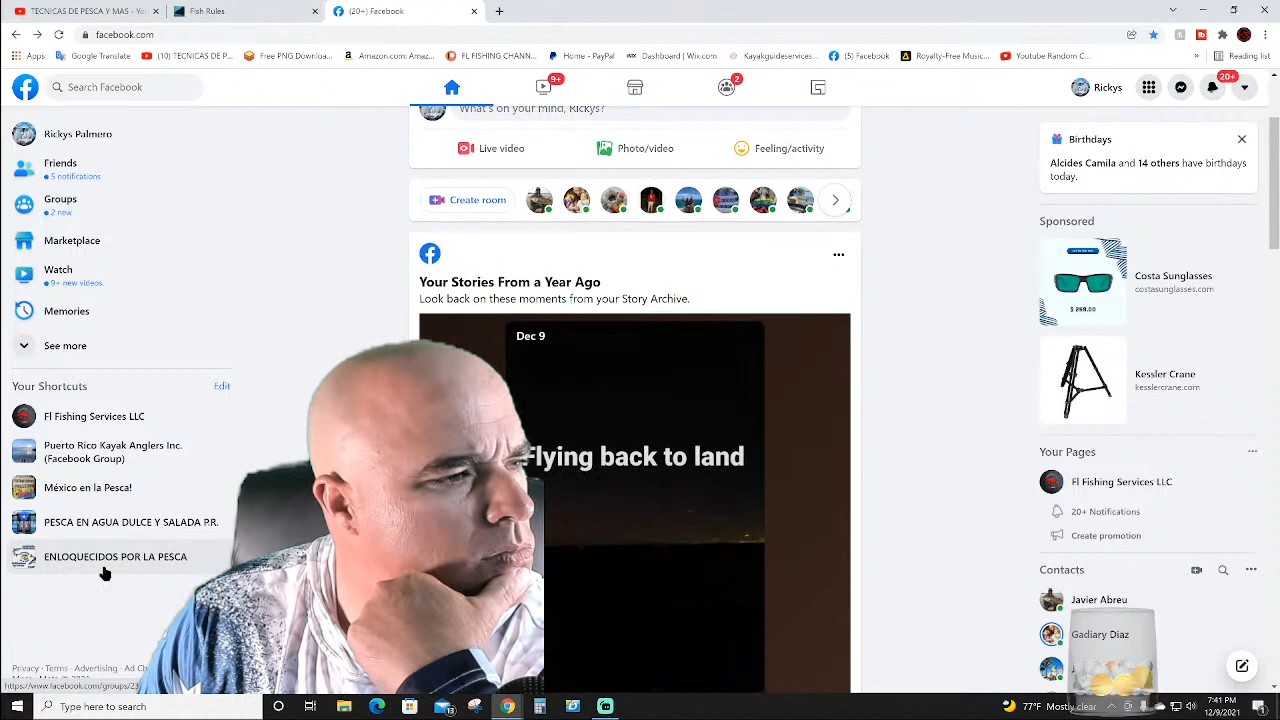 TECNICAS DE PESCA Y MAS - You
Fish Rules
(20+) Facebook
facebook.com
Apps
Google Translate
(10) TECNICAS DE P...
Free PNG Downloa...
Amazon.com: Amaz...
FL FISHING CHANN...
Home - PayPal
Dashboard | Wix.com
Kayakguideservices...
(5) Facebook
Royalty-Free Music...
Youtube Random C...
Reading list
Search Facebook
9+
2
Rickys
20+
Rickys Palmero
Friends
5 notifications
Groups
2 new
Marketplace
Watch
9+ new videos
Memories
See more
Your Shortcuts
Edit
Fl Fishing Services LLC
Puerto Rico Kayak Anglers Inc.
(Facebook Group)
México en la Pesca!
PESCA EN AGUA DULCE Y SALADA P.R.
ENLOQUECIDOS POR LA PESCA
Privacy · Terms · Advertising · Ad Ch
What's on your mind, Rickys?
Live video
Photo/video
Feeling/activity
Create room
Your Stories From a Year Ago
Look back on these moments from your Story Archive.
Dec 9
Flying back to land
Birthdays
Alcides Camila and 14 others have birthdays
today.
Sponsored
Costa Sunglasses
costasunglasses.com
$ 269.00
Kessler Crane
kesslercrane.com
Your Pages
Fl Fishing Services LLC
20+ Notifications
Create promotion
Contacts
Javier Abreu
Gadiary Diaz
Type here to search
13
77°F Mostly clear
7:41 PM
12/9/2021